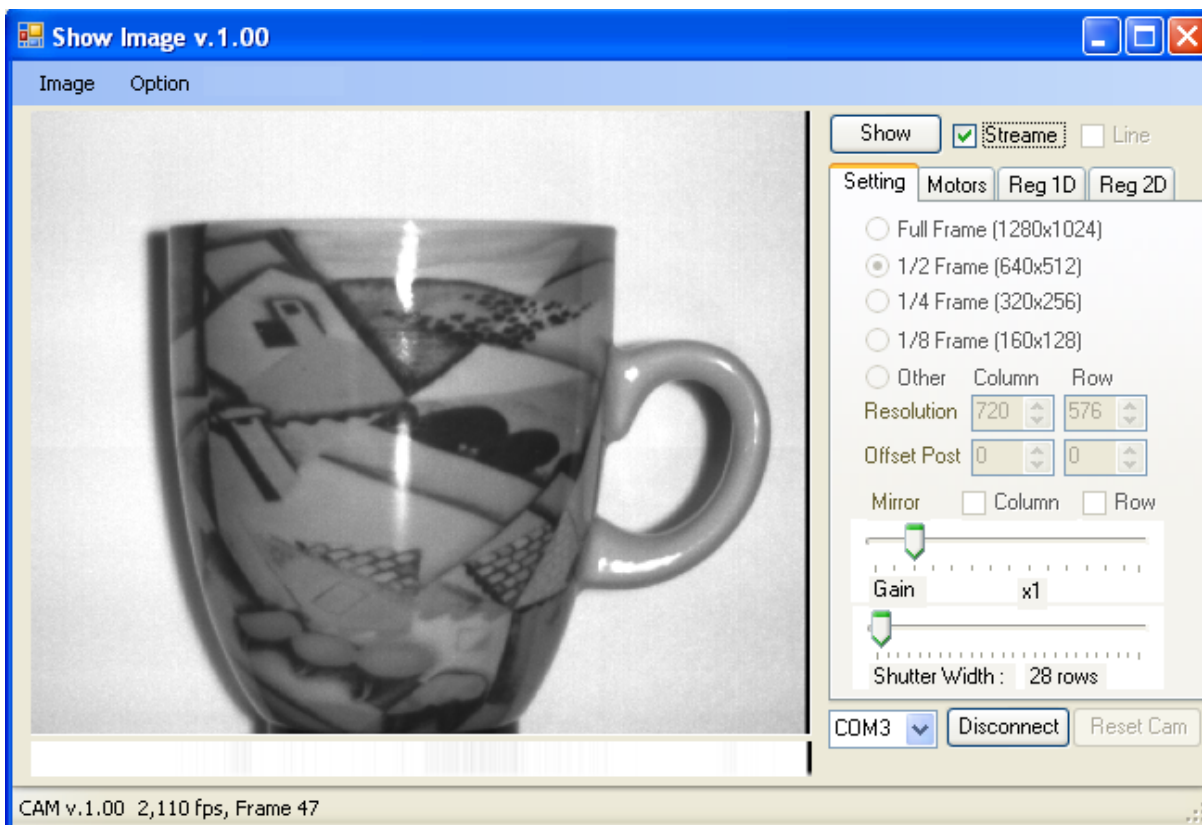 Show Image v.1.00
Image Option
Show Streame Line
Setting Motors Reg 1D Reg 2D
Full Frame (1280x1024)
1/2 Frame (640x512)
1/4 Frame (320x256)
1/8 Frame (160x128)
Other Column Row
Resolution 720 576
Offset Post 0 0
Mirror Column Row
Gain x1
Shutter Width : 28 rows
COM3 Disconnect Reset Cam
CAM v.1.00 2,110 fps, Frame 47